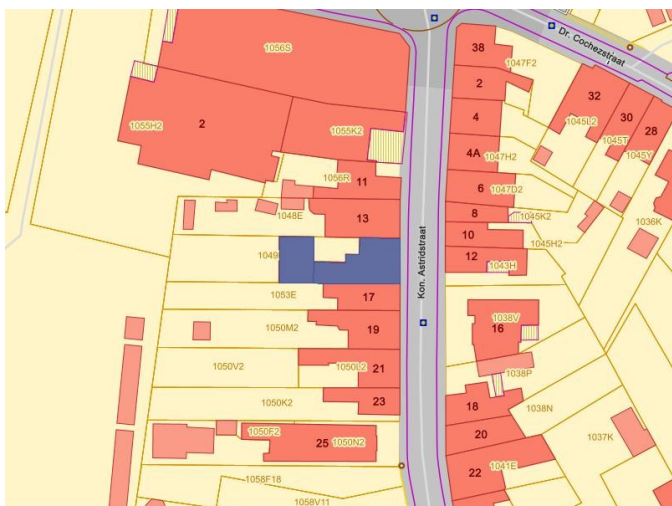 1056S
38
Dr. Cochezstraat
1047F2
2
32
1045L2
30
1045T
28
1045Y
4
1055H2
2
1055K2
4A
1047H2
1056R
11
6
1047D2
1048E
13
8
1045K2
1036K
10
1045H2
Kon. Astridstraat
1049
12
1043H
1053E
17
1038V
16
1050M2
19
1050V2
1050L2
21
1038P
1050K2
23
18
1038N
1050F2
25
1050N2
20
1037K
1041E
22
1058F18
1058V11